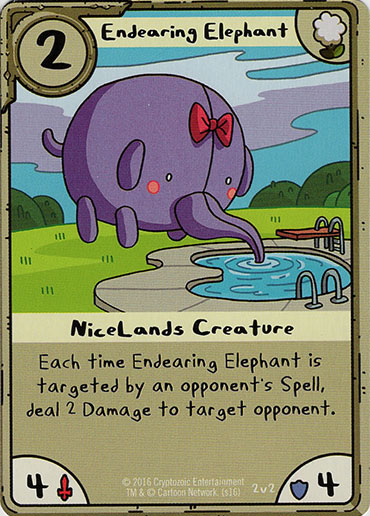 2
Endearing Elephant
NiceLands Creature
Each time Endearing Elephant is
targeted by an opponent's Spell,
deal 2 Damage to target opponent.
© 2016 Cryptozoic Entertainment
TM & © Cartoon Network. (s16)
2v2
4
4